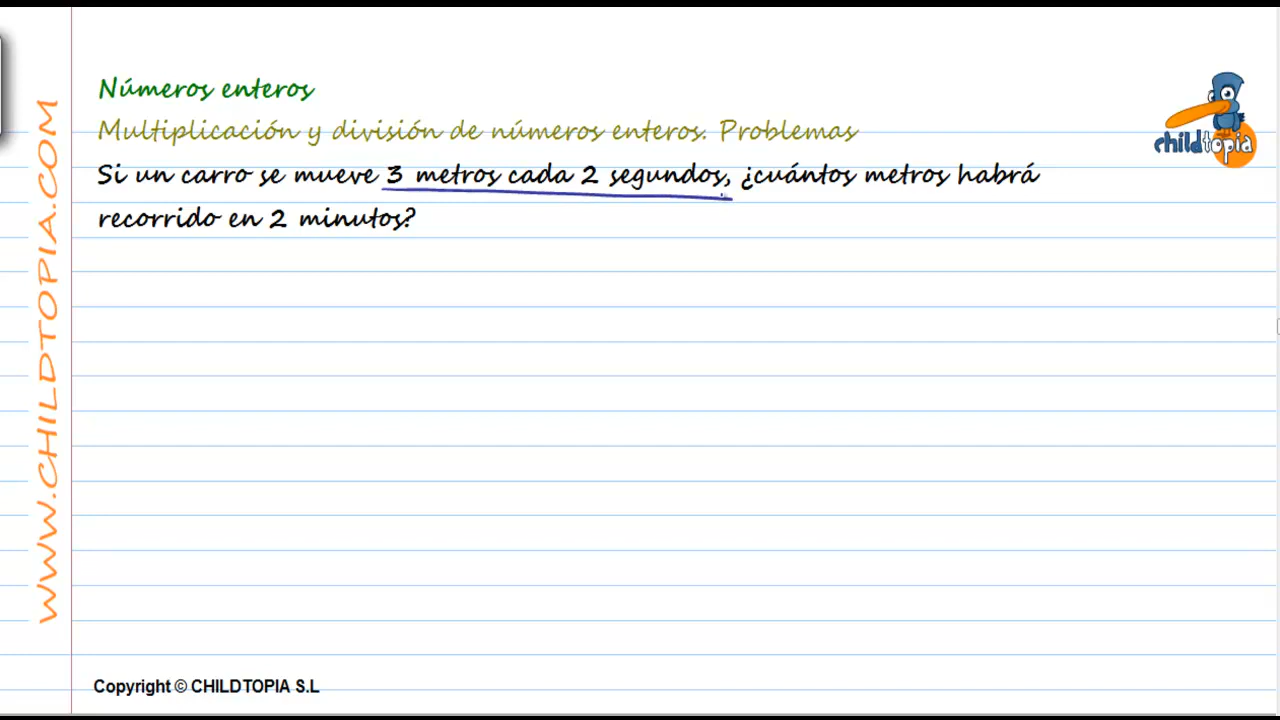 Números enteros
Multiplicación y división de números enteros. Problemas
Si un carro se mueve 3 metros cada 2 segundos, ¿cuántos metros habrá
recorrido en 2 minutos?
childtopia
WWW.CHILDTOPIA.COM
Copyright © CHILDTOPIA S.L